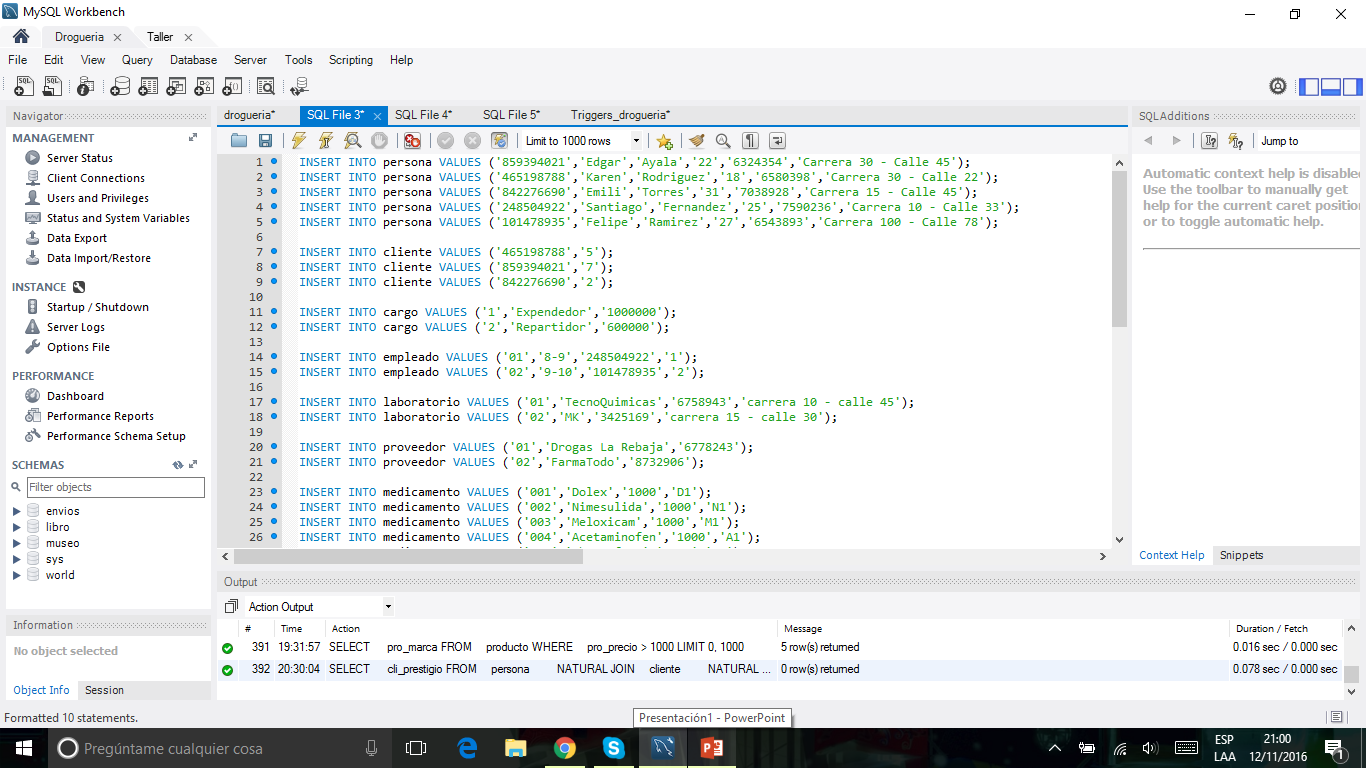 MySQL Workbench
Drogueria
Taller
File Edit View Query Database Server Tools Scripting Help
Navigator
MANAGEMENT
Server Status
Client Connections
Users and Privileges
Status and System Variables
Data Export
Data Import/Restore
INSTANCE
Startup / Shutdown
Server Logs
Options File
PERFORMANCE
Dashboard
Performance Reports
Performance Schema Setup
SCHEMAS
Filter objects
envios
libro
museo
sys
world
Information
No object selected
Object Info Session
drogueria* SQL File 3* SQL File 4* SQL File 5* Triggers_drogueria*
Limit to 1000 rows
1 INSERT INTO persona VALUES ('859394021','Edgar','Ayala','22','6324354','Carrera 30 - Calle 45');
2 INSERT INTO persona VALUES ('465198788','Karen','Rodriguez','18','6580398','Carrera 30 - Calle 22');
3 INSERT INTO persona VALUES ('842276690','Emili','Torres','31','7038928','Carrera 15 - Calle 45');
4 INSERT INTO persona VALUES ('248504922','Santiago','Fernandez','25','7590236','Carrera 10 - Calle 33');
5 INSERT INTO persona VALUES ('101478935','Felipe','Ramirez','27','6543893','Carrera 100 - Calle 78');
6
7 INSERT INTO cliente VALUES ('465198788','5');
8 INSERT INTO cliente VALUES ('859394021','7');
9 INSERT INTO cliente VALUES ('842276690','2');
10
11 INSERT INTO cargo VALUES ('1','Expendedor','1000000');
12 INSERT INTO cargo VALUES ('2','Repartidor','600000');
13
14 INSERT INTO empleado VALUES ('01','8-9','248504922','1');
15 INSERT INTO empleado VALUES ('02','9-10','101478935','2');
16
17 INSERT INTO laboratorio VALUES ('01','TecnoQuimicas','6758943','carrera 10 - calle 45');
18 INSERT INTO laboratorio VALUES ('02','MK','3425169','carrera 15 - calle 30');
19
20 INSERT INTO proveedor VALUES ('01','Drogas La Rebaja','6778243');
21 INSERT INTO proveedor VALUES ('02','FarmaTodo','8732906');
22
23 INSERT INTO medicamento VALUES ('001','Dolex','1000','D1');
24 INSERT INTO medicamento VALUES ('002','Nimesulida','1000','N1');
25 INSERT INTO medicamento VALUES ('003','Meloxicam','1000','M1');
26 INSERT INTO medicamento VALUES ('004','Acetaminofen','1000','A1');
SQLAdditions
Jump to
Automatic context help is disabled
Use the toolbar to manually get
help for the current caret position
or to toggle automatic help.
Context Help Snippets
Output
Action Output
# Time Action Message Duration / Fetch
391 19:31:57 SELECT pro_marca FROM producto WHERE pro_precio > 1000 LIMIT 0, 1000 5 row(s) returned 0.016 sec / 0.000 sec
392 20:30:04 SELECT cli_prestigio FROM persona NATURAL JOIN cliente NATURAL ... 0 row(s) returned 0.078 sec / 0.000 sec
Formatted 10 statements.
Presentación1 - PowerPoint
Pregúntame cualquier cosa
ESP
LAA
21:00
12/11/2016
1